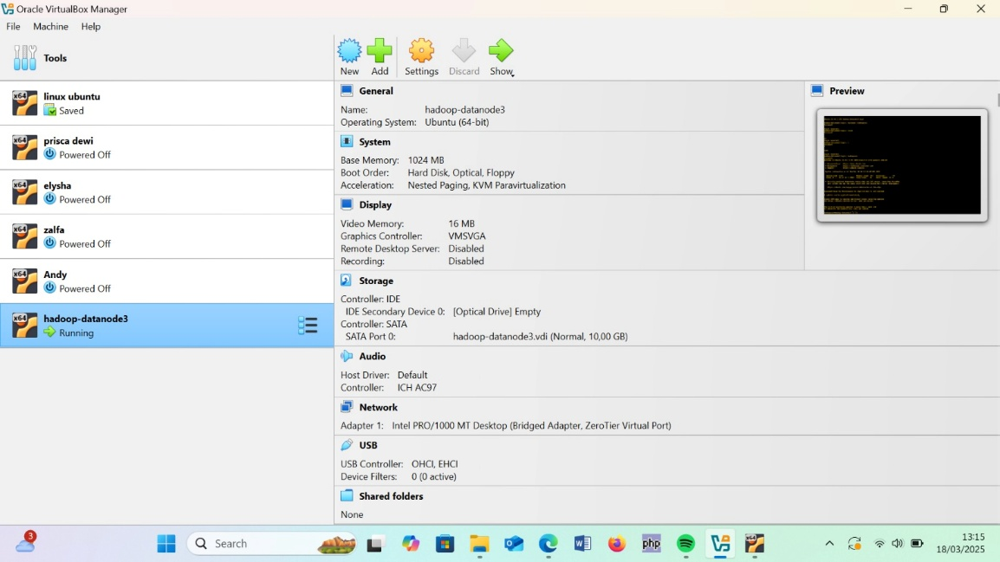 Oracle VirtualBox Manager
File Machine Help
Tools
New Add Settings Discard Show
x64 linux ubuntu
Saved
x64 prisca dewi
Powered Off
x64 elysha
Powered Off
x64 zalfa
Powered Off
x64 Andy
Powered Off
x64 hadoop-datanode3
Running
General
Name: hadoop-datanode3
Operating System: Ubuntu (64-bit)
System
Base Memory: 1024 MB
Boot Order: Hard Disk, Optical, Floppy
Acceleration: Nested Paging, KVM Paravirtualization
Display
Video Memory: 16 MB
Graphics Controller: VMSVGA
Remote Desktop Server: Disabled
Recording: Disabled
Storage
Controller: IDE
IDE Secondary Device 0: [Optical Drive] Empty
Controller: SATA
SATA Port 0: hadoop-datanode3.vdi (Normal, 10,00 GB)
Audio
Host Driver: Default
Controller: ICH AC97
Network
Adapter 1: Intel PRO/1000 MT Desktop (Bridged Adapter, ZeroTier Virtual Port)
USB
USB Controller: OHCI, EHCI
Device Filters: 0 (0 active)
Shared folders
None
Preview
3
Search
php
x64
13:15
18/03/2025